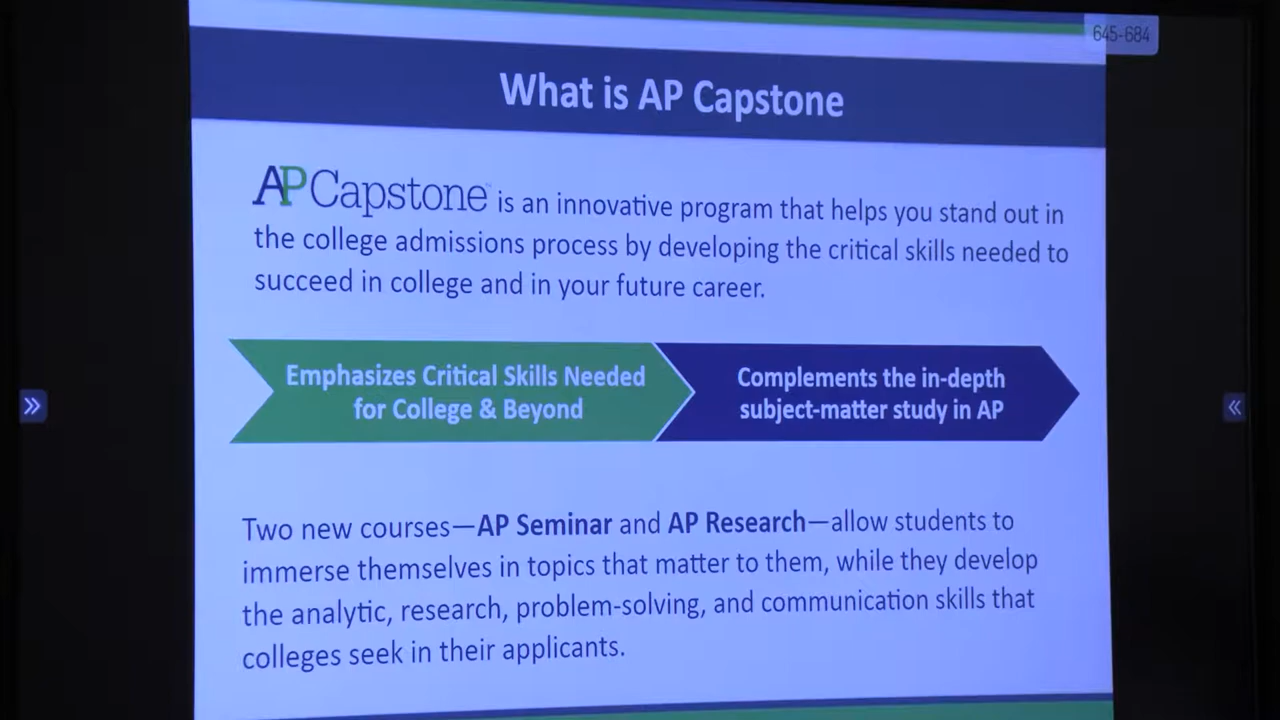 645-684
What is AP Capstone
AP Capstone™ is an innovative program that helps you stand out in
the college admissions process by developing the critical skills needed to
succeed in college and in your future career.
Emphasizes Critical Skills Needed
for College & Beyond
Complements the in-depth
subject-matter study in AP
Two new courses—AP Seminar and AP Research—allow students to
immerse themselves in topics that matter to them, while they develop
the analytic, research, problem-solving, and communication skills that
colleges seek in their applicants.